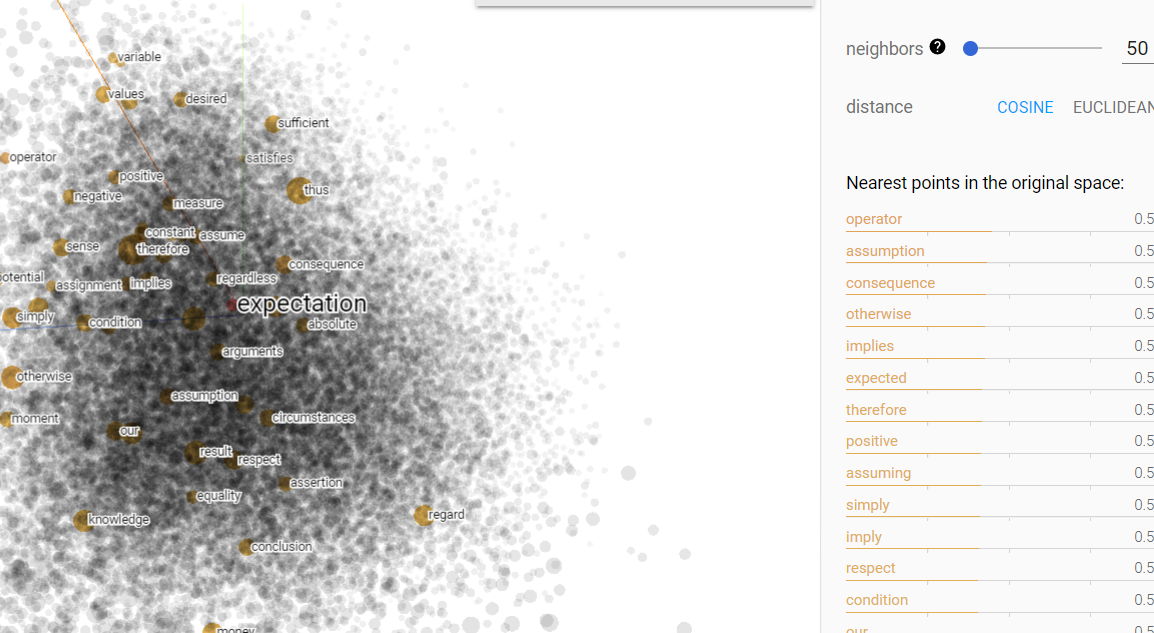 variable
values
desired
sufficient
operator
satisfies
positive
negative
thus
measure
constant
assume
sense
therefore
consequence
otential
regardless
assignment
implies
expectation
simply
condition
absolute
arguments
otherwise
assumption
moment
circumstances
our
result
respect
assertion
equality
knowledge
regard
conclusion
money
neighbors ? 50
distance COSINE EUCLIDEAN
Nearest points in the original space:
operator 0.5
assumption 0.5
consequence 0.5
otherwise 0.5
implies 0.5
expected 0.5
therefore 0.5
positive 0.5
assuming 0.5
simply 0.5
imply 0.5
respect 0.5
condition 0.5
our 0.5